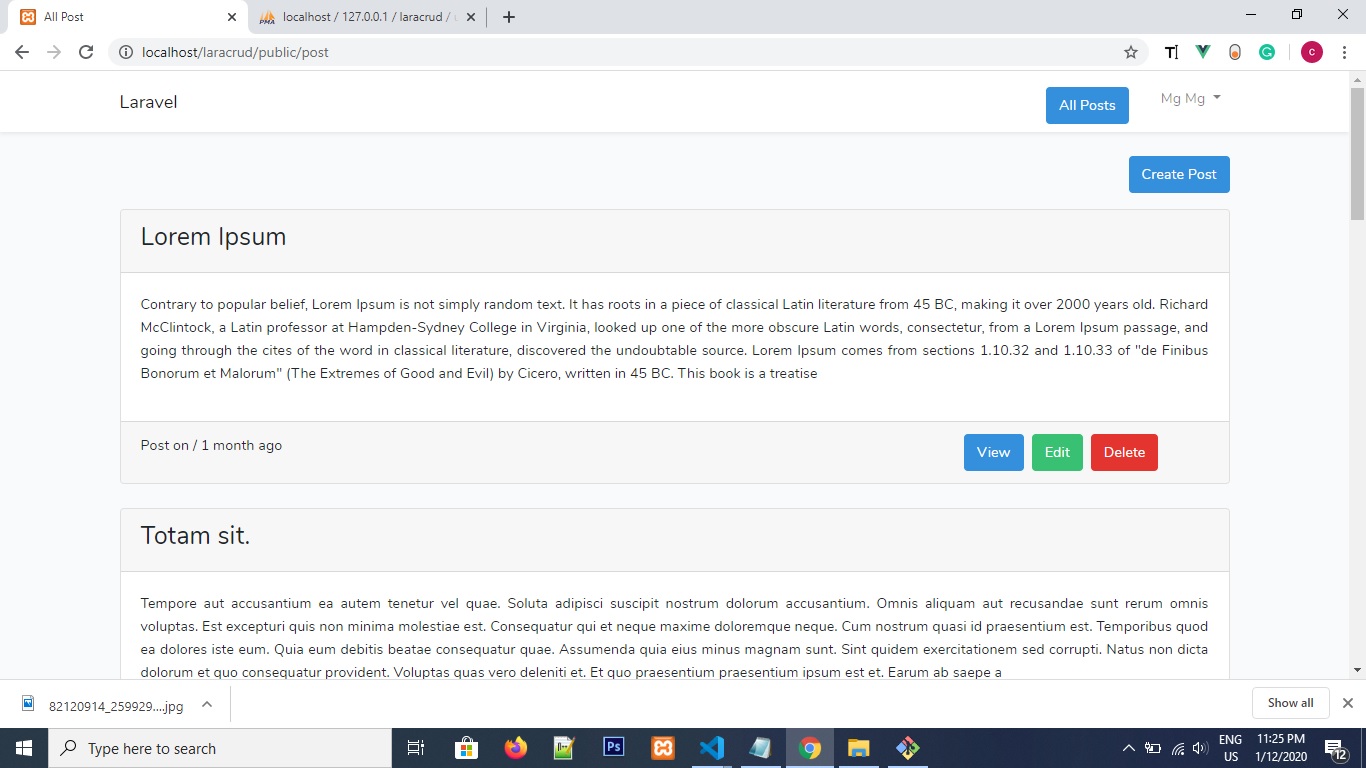 All Post
localhost / 127.0.0.1 / laracrud /
localhost/laracrud/public/post
c
Laravel
All Posts
Mg Mg
Create Post
Lorem Ipsum
Contrary to popular belief, Lorem Ipsum is not simply random text. It has roots in a piece of classical Latin literature from 45 BC, making it over 2000 years old. Richard
McClintock, a Latin professor at Hampden-Sydney College in Virginia, looked up one of the more obscure Latin words, consectetur, from a Lorem Ipsum passage, and
going through the cites of the word in classical literature, discovered the undoubtable source. Lorem Ipsum comes from sections 1.10.32 and 1.10.33 of "de Finibus
Bonorum et Malorum" (The Extremes of Good and Evil) by Cicero, written in 45 BC. This book is a treatise
Post on / 1 month ago
View
Edit
Delete
Totam sit.
Tempore aut accusantium ea autem tenetur vel quae. Soluta adipisci suscipit nostrum dolorum accusantium. Omnis aliquam aut recusandae sunt rerum omnis
voluptas. Est excepturi quis non minima molestiae est. Consequatur qui et neque maxime doloremque neque. Cum nostrum quasi id praesentium est. Temporibus quod
ea dolores iste eum. Quia eum debitis beatae consequatur quae. Assumenda quia eius minus magnam sunt. Sint quidem exercitationem sed corrupti. Natus non dicta
dolorum et quo consequatur provident. Voluptas quas vero deleniti et. Et quo praesentium praesentium ipsum est et. Earum ab saepe a
82120914_259929....jpg
Show all
Type here to search
Ps
ENG
US
11:25 PM
1/12/2020
12